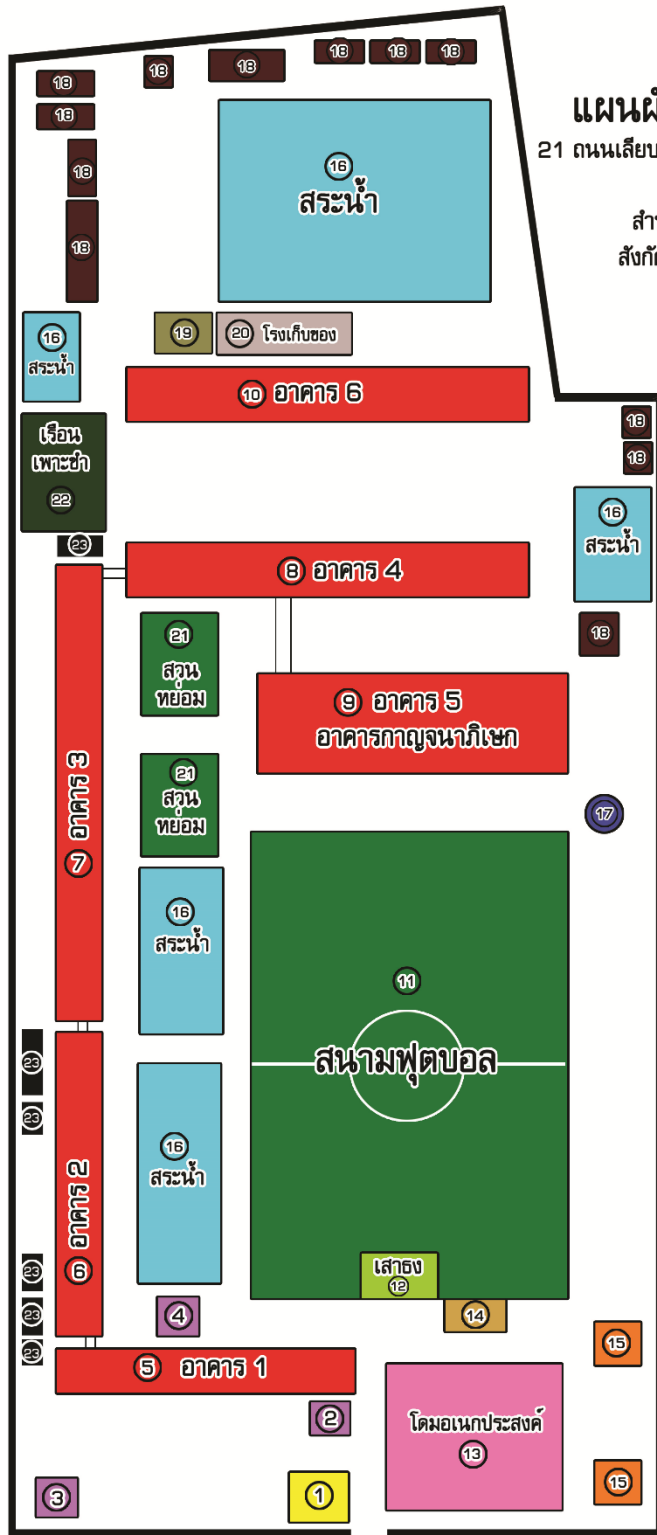 แผนผั
21 ถนนเลียบ
สำ
สังกั
18 18 18
18 18
18
18
18
18
16
สระน้ำ
16
สระน้ำ
19
20 โรงเก็บของ
10 อาคาร 6
เรือน
เพาะชำ
22
18
18
16
สระน้ำ
23
8 อาคาร 4
21
สวน
หย่อม
18
9 อาคาร 5
อาคารกาญจนาภิเษก
21
สวน
หย่อม
17
7 อาคาร 3
16
สระน้ำ
11
สนามฟุตบอล
23
23
16
สระน้ำ
6 อาคาร 2
เสาธง
12
23
23
23
4
14
15
5 อาคาร 1
2
โดมอเนกประสงค์
13
3
1
15